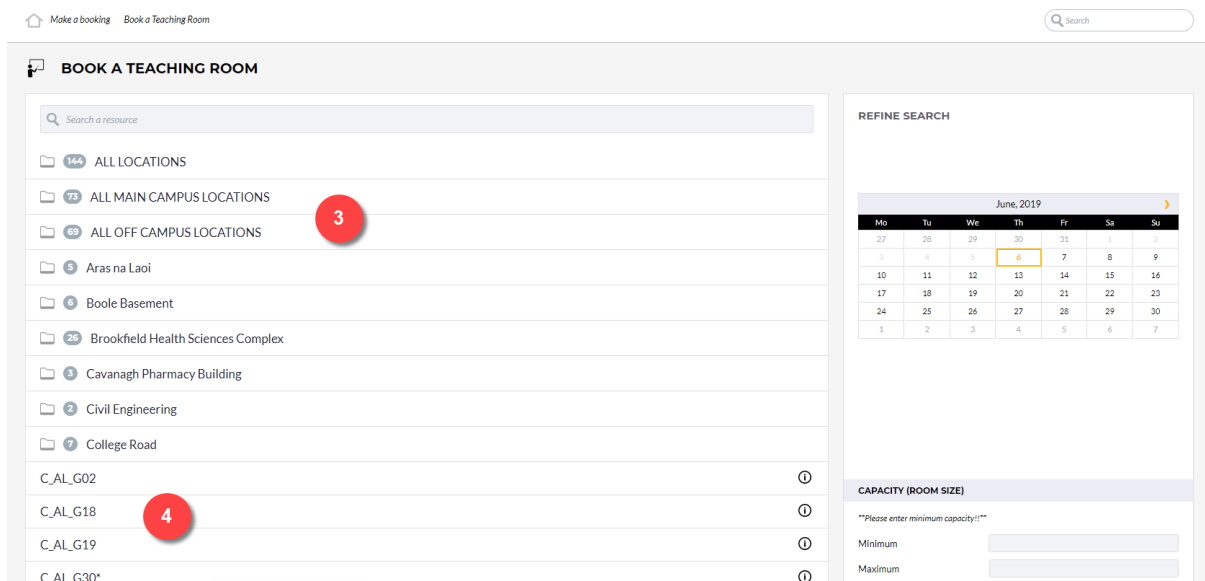 Make a booking Book a Teaching Room
Search
BOOK A TEACHING ROOM
Search a resource
144 ALL LOCATIONS
73 ALL MAIN CAMPUS LOCATIONS
3
69 ALL OFF CAMPUS LOCATIONS
5 Aras na Laoi
6 Boole Basement
26 Brookfield Health Sciences Complex
3 Cavanagh Pharmacy Building
2 Civil Engineering
7 College Road
C_AL_G02
C_AL_G18
4
C_AL_G19
C_AL_G30*
REFINE SEARCH
June, 2019
Mo Tu We Th Fr Sa Su
27 28 29 30 31 1 2
3 4 5 6 7 8 9
10 11 12 13 14 15 16
17 18 19 20 21 22 23
24 25 26 27 28 29 30
1 2 3 4 5 6 7
CAPACITY (ROOM SIZE)
**Please enter minimum capacity!!**
Minimum
Maximum